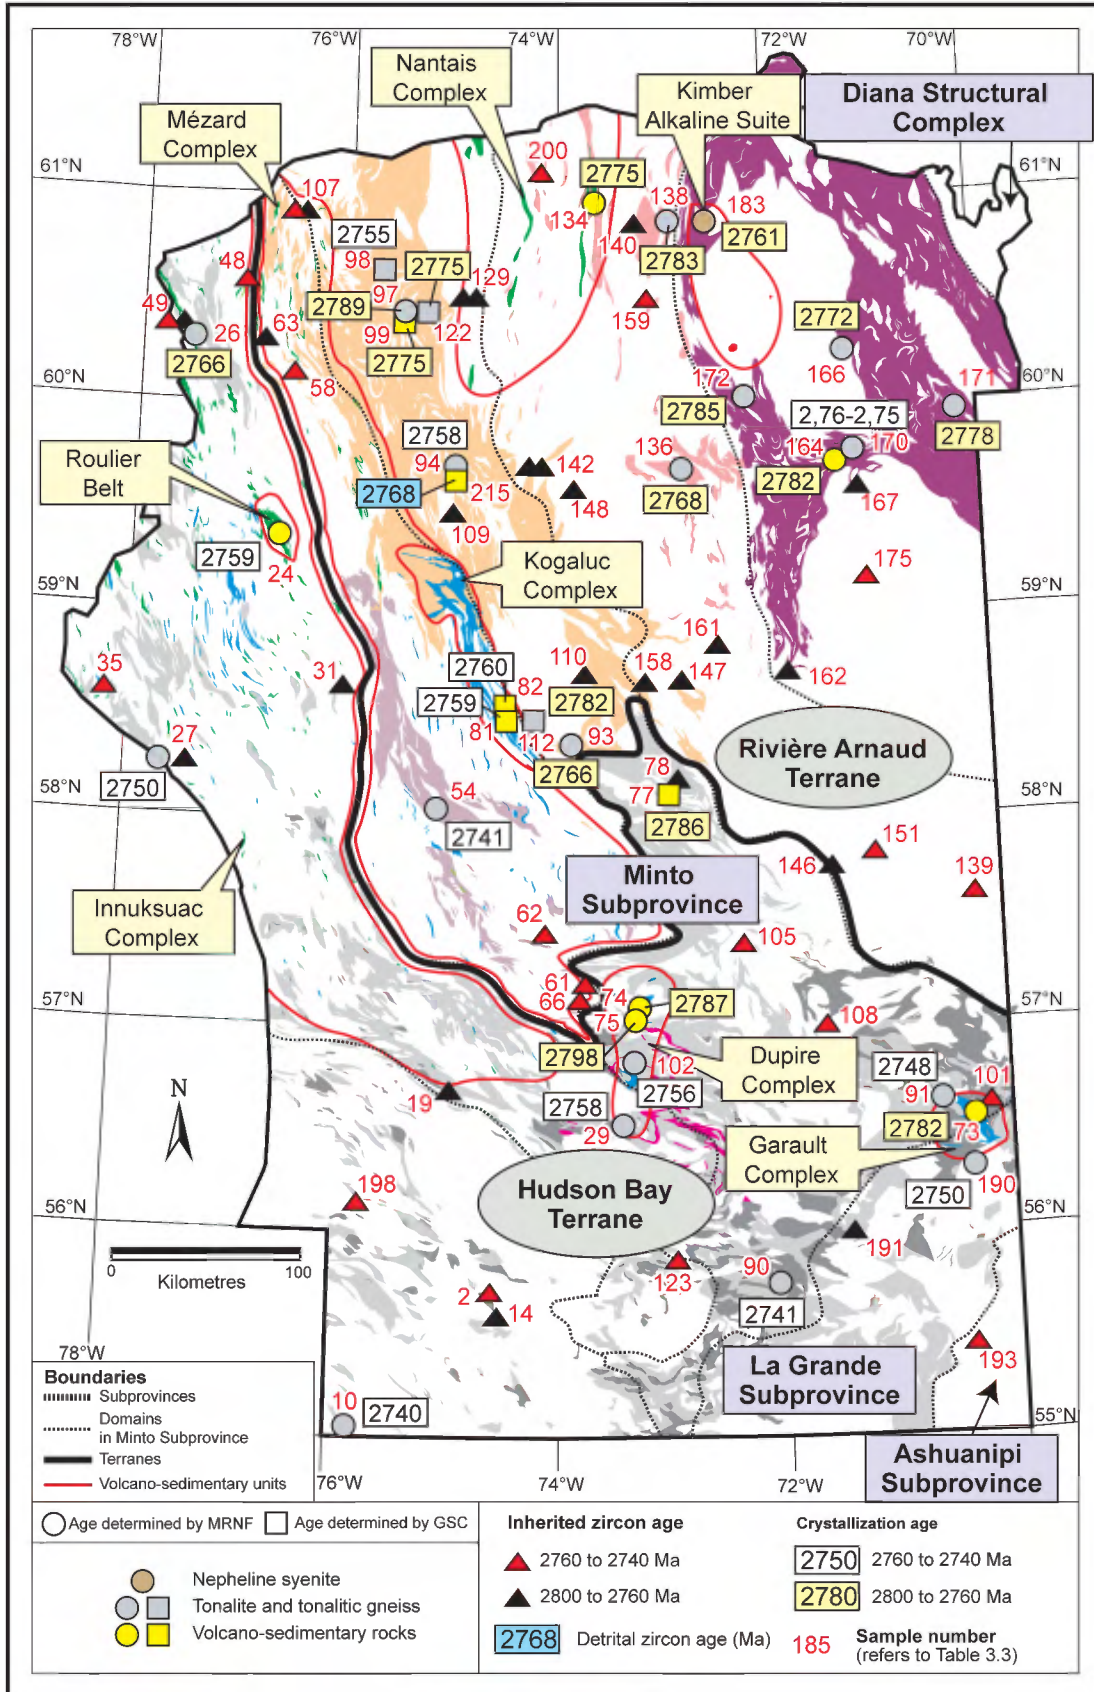 78°W
76°W
74°W
72°W
70°W
Nantais
Complex
Kimber
Alkaline Suite
Diana Structural
Complex
Mézard
Complex
61°N
61°N
200
2775
107
138
183
134
140
2755
2761
98
2775
2783
48
129
97
2789
159
49
26
63
99
122
2772
2766
2775
166
60°N
58
60°N
172
171
2785
2,76-2,75
2758
2778
94
136
164
170
Roulier
Belt
142
2768
215
2782
167
148
2768
109
2759
175
24
Kogaluc
Complex
59°N
59°N
161
35
2760
110
158
31
82
147
162
2759
2782
27
81
112
93
Rivière Arnaud
Terrane
78
2750
2766
77
58°N
54
58°N
2786
2741
151
146
139
Minto
Subprovince
Innuksuac
Complex
62
105
61
57°N
66
74
2787
57°N
75
108
2798
102
Dupire
Complex
2748
101
2756
91
19
2758
29
2782
73
Garault
Complex
198
Hudson Bay
Terrane
2750
190
56°N
56°N
191
0
100
Kilometres
123
90
2
14
2741
78°W
193
La Grande
Subprovince
Boundaries
Subprovinces
Domains
in Minto Subprovince
Terranes
Volcano-sedimentary units
10
2740
55°N
76°W
74°W
72°W
Ashuanipi
Subprovince
Age determined by MRNF
Age determined by GSC
Nepheline syenite
Tonalite and tonalitic gneiss
Volcano-sedimentary rocks
Inherited zircon age
2760 to 2740 Ma
2800 to 2760 Ma
2768 Detrital zircon age (Ma)
Crystallization age
2750 2760 to 2740 Ma
2780 2800 to 2760 Ma
185 Sample number
(refers to Table 3.3)
N